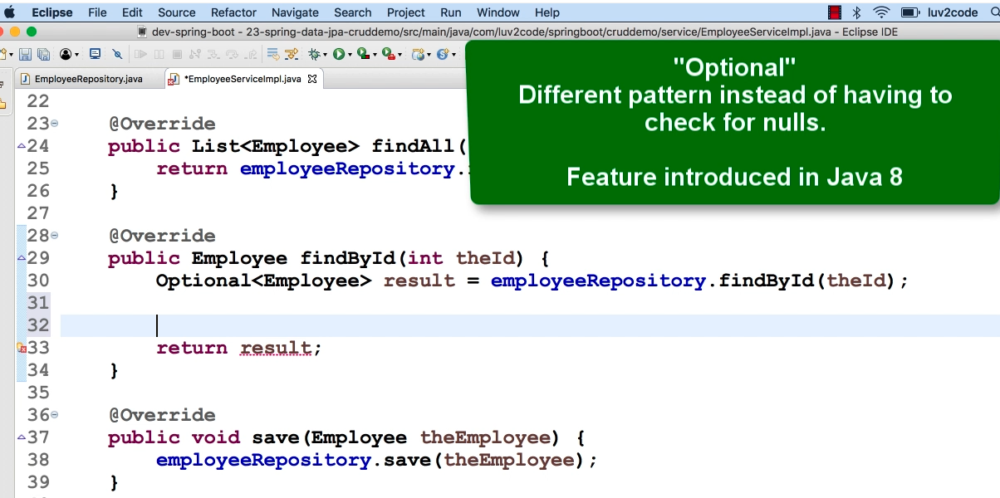 Eclipse File Edit Source Refactor Navigate Search Project Run Window Help luv2code
dev-spring-boot - 23-spring-data-jpa-cruddemo/src/main/java/com/luv2code/springboot/cruddemo/service/EmployeeServiceImpl.java - Eclipse IDE
"Optional"
Different pattern instead of having to
check for nulls.
Feature introduced in Java 8
EmployeeRepository.java *EmployeeServiceImpl.java
22
23 @Override
24 public List<Employee> findAll(
25 return employeeRepository.
26 }
27
28 @Override
29 public Employee findById(int theId) {
30 Optional<Employee> result = employeeRepository.findById(theId);
31
32
33 return result;
34 }
35
36 @Override
37 public void save(Employee theEmployee) {
38 employeeRepository.save(theEmployee);
39 }